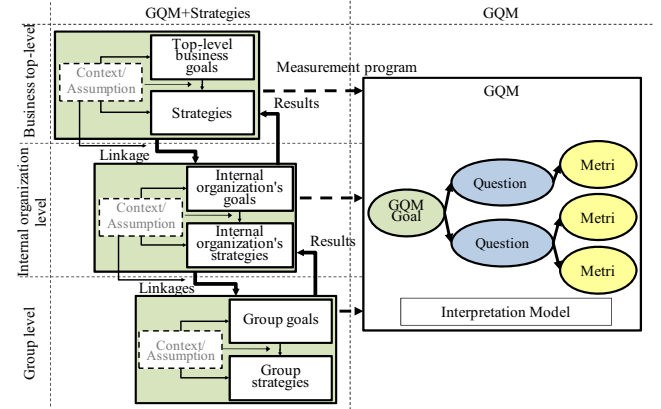 GQM+Strategies
GQM
Business top-level
Top-level
business
goals
Context/
Assumption
Strategies
Measurement program
Results
Linkage
GQM
Internal organization
level
Internal
organization's
goals
Context/
Assumption
Internal
organization's
strategies
Results
Linkages
GQM
Goal
Question
Question
Metri
Metri
Metri
Interpretation Model
Group level
Group goals
Context/
Assumption
Group
strategies